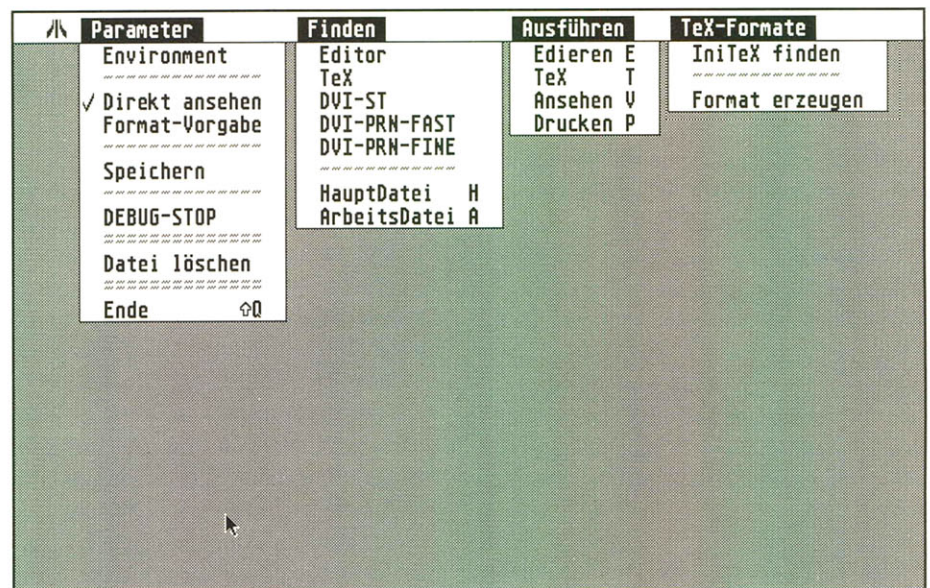 Parameter
Environment
✓ Direkt ansehen
Format-Vorgabe
Speichern
DEBUG-STOP
Datei löschen
Ende ⇧Q
Finden
Editor
TeX
DVI-ST
DVI-PRN-FAST
DVI-PRN-FINE
HauptDatei H
ArbeitsDatei A
Ausführen
Edieren E
TeX T
Ansehen V
Drucken P
TeX-Formate
IniTeX finden
Format erzeugen